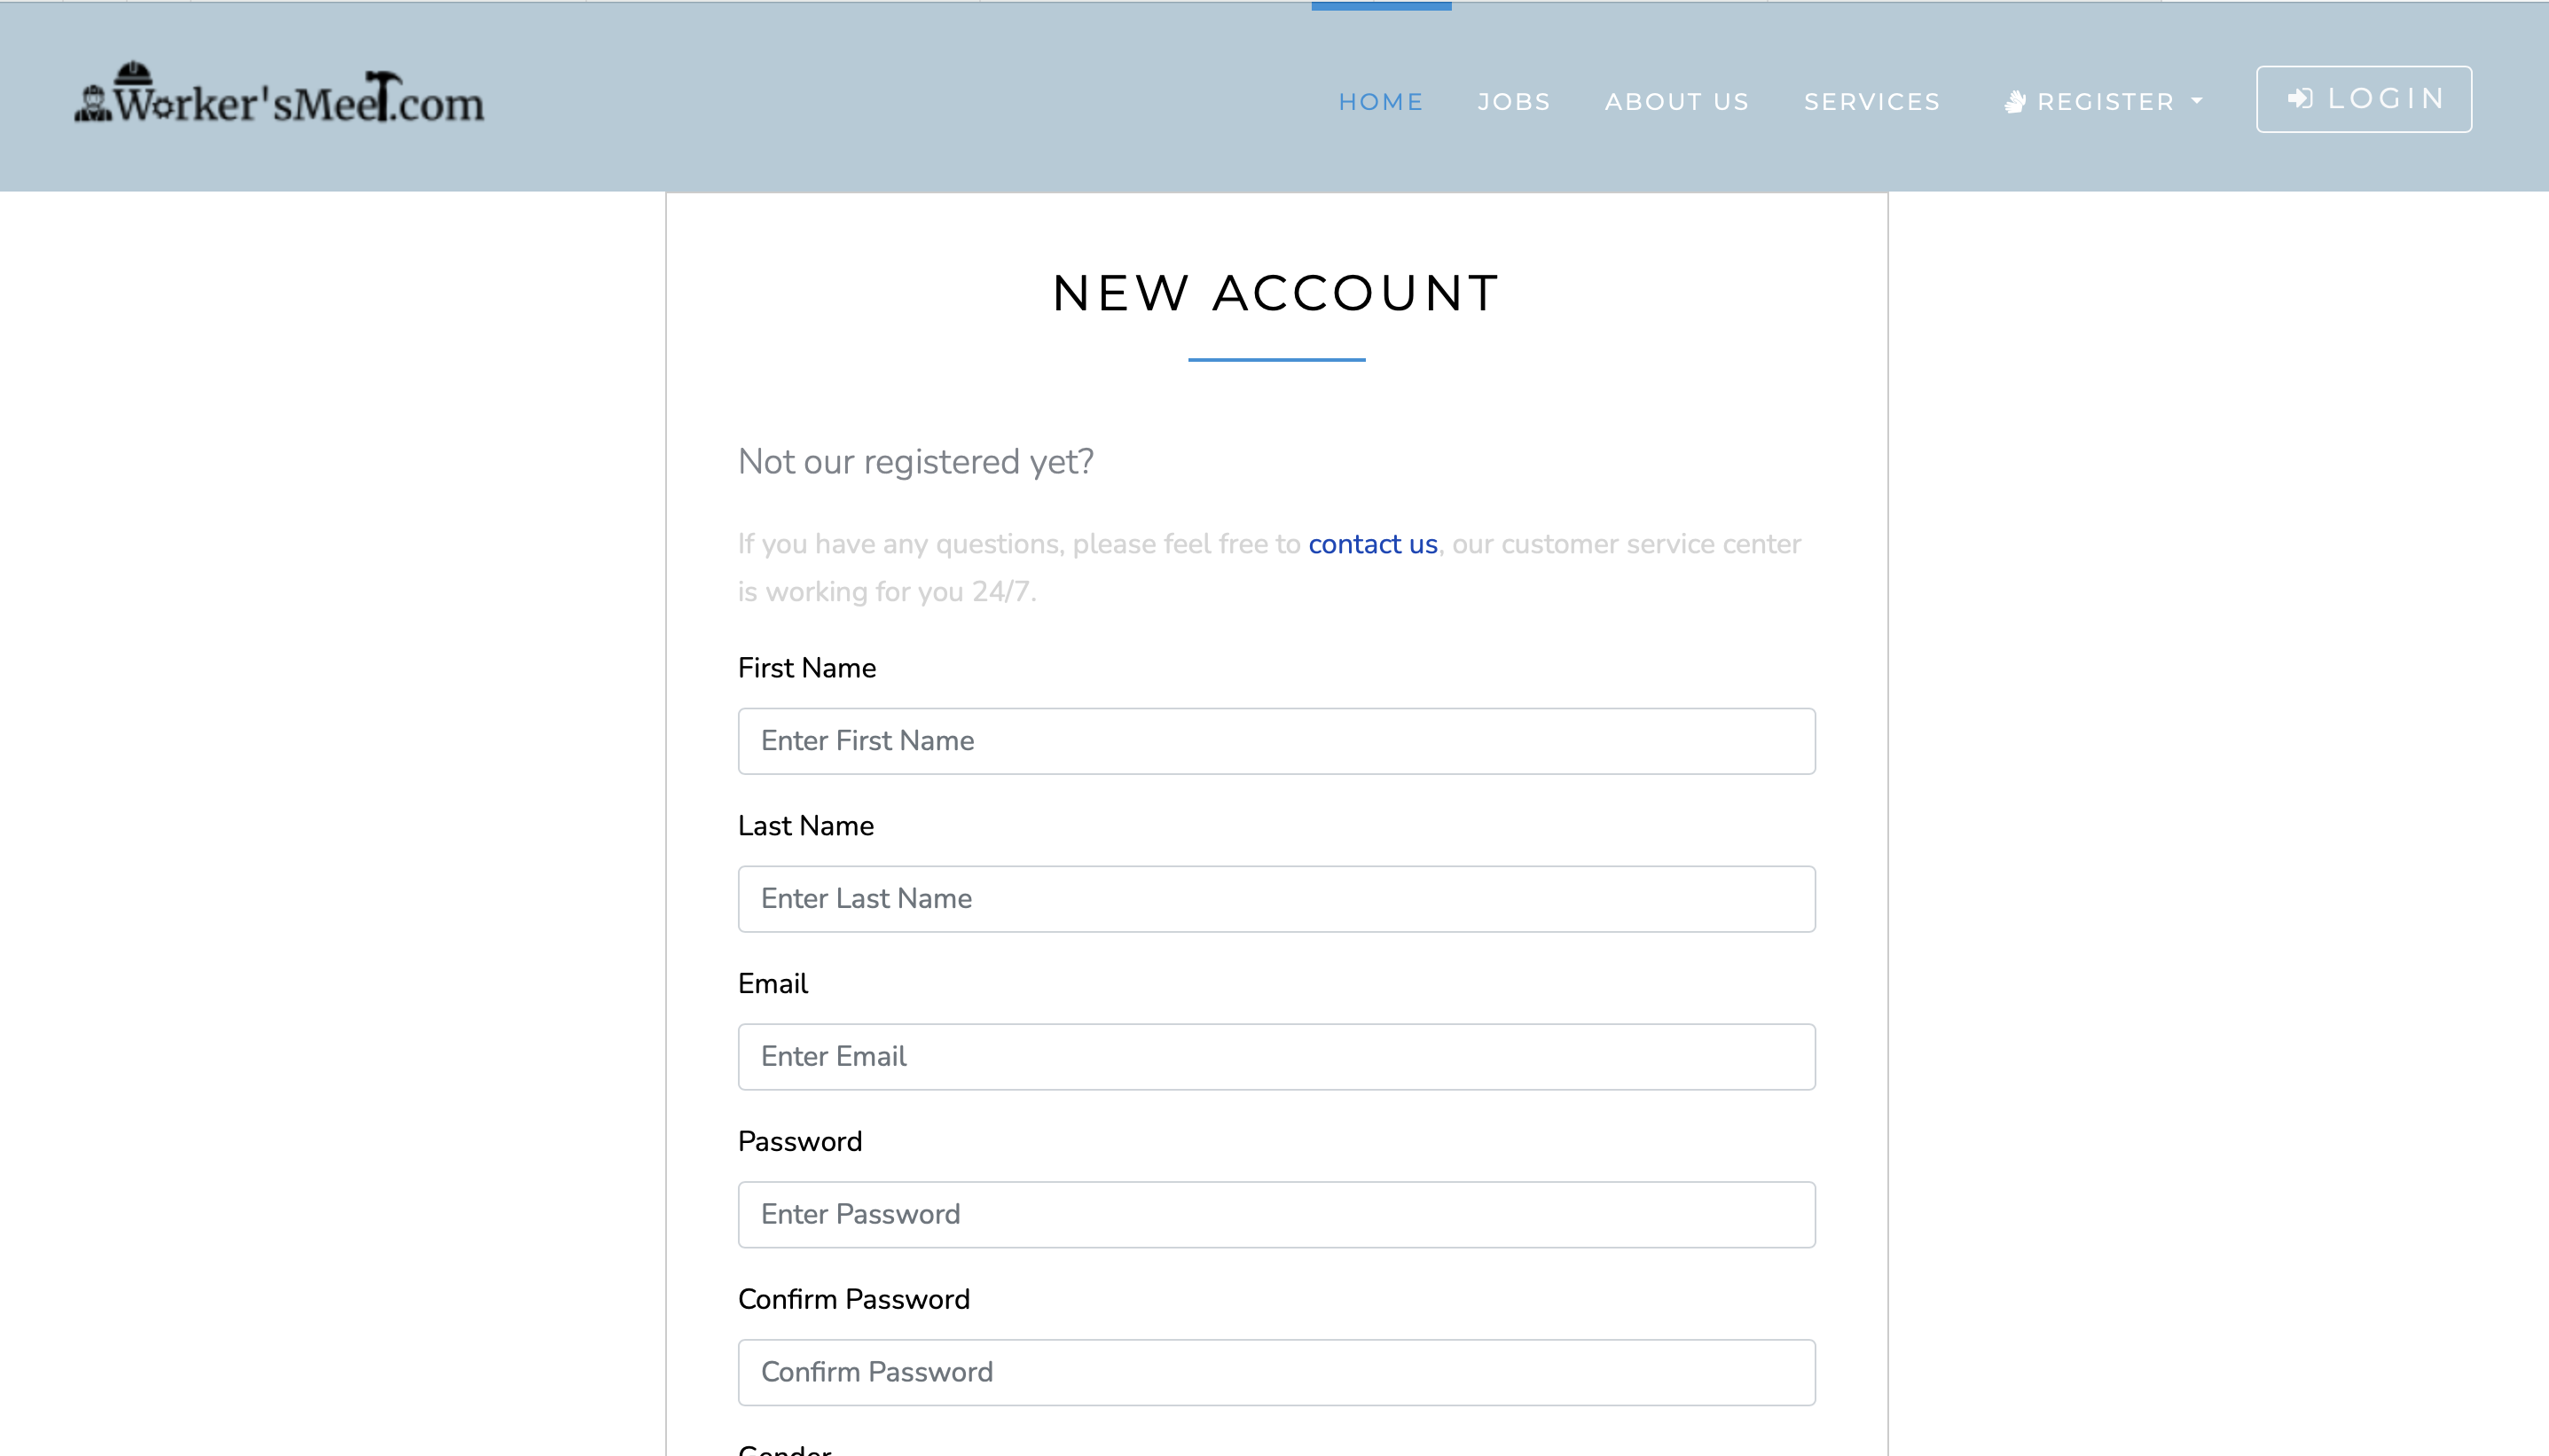 Worker'sMeeT.com
HOME JOBS ABOUT US SERVICES REGISTER LOGIN
NEW ACCOUNT
Not our registered yet?
If you have any questions, please feel free to contact us, our customer service center
is working for you 24/7.
First Name
Enter First Name
Last Name
Enter Last Name
Email
Enter Email
Password
Enter Password
Confirm Password
Confirm Password
Gender